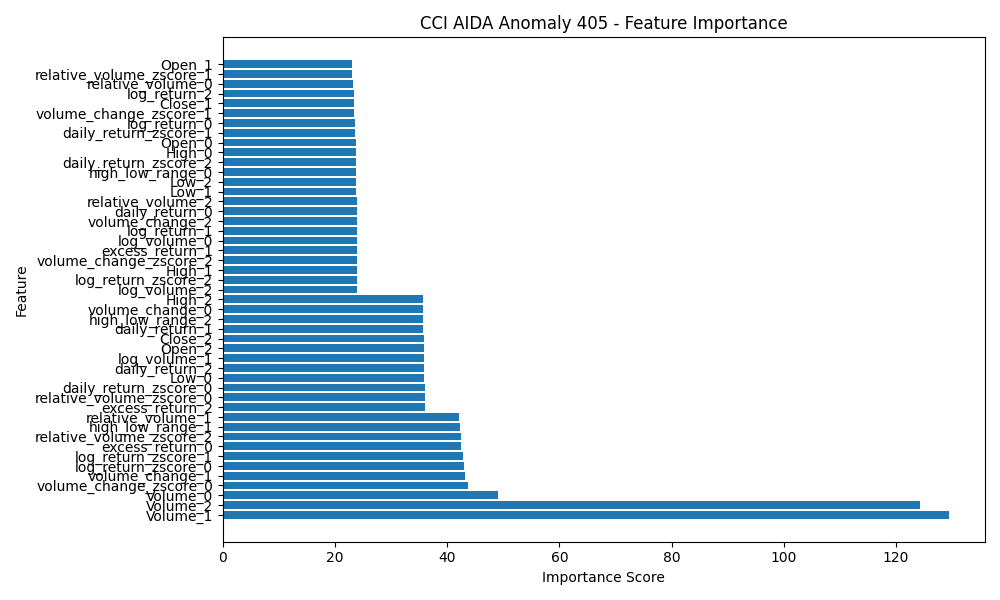 CCI AIDA Anomaly 405 - Feature Importance
Open_1
relative_volume_zscore_1
relative_volume_0
log_return_2
Close_1
volume_change_zscore_1
log_return_0
daily_return_zscore_1
Open_0
High_0
daily_return_zscore_2
high_low_range_0
Low_2
Low_1
relative_volume_2
daily_return_0
volume_change_2
log_return_1
log_volume_0
excess_return_1
volume_change_zscore_2
High_1
log_return_zscore_2
log_volume_2
High_2
volume_change_0
high_low_range_2
daily_return_1
Close_2
Open_2
log_volume_1
daily_return_2
Low_0
daily_return_zscore_0
relative_volume_zscore_0
excess_return_2
relative_volume_1
high_low_range_1
relative_volume_zscore_2
excess_return_0
log_return_zscore_1
log_return_zscore_0
volume_change_1
volume_change_zscore_0
Volume_0
Volume_2
Volume_1
Feature
0 20 40 60 80 100 120
Importance Score